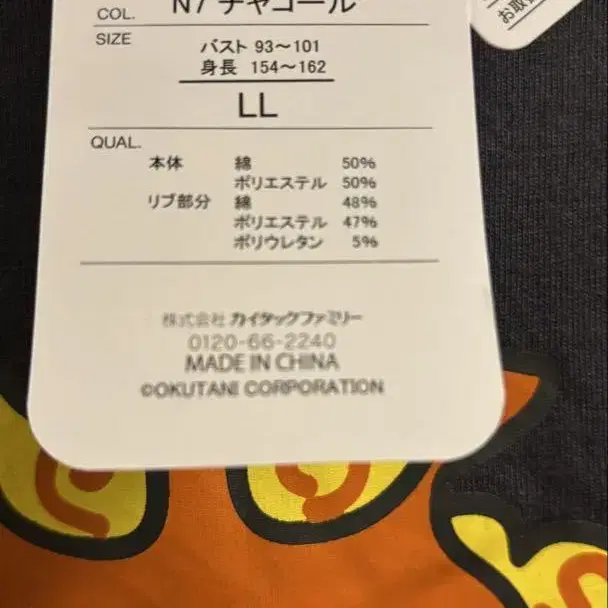 COL. N7 チャコール
SIZE
バスト 93～101
身長 154～162
LL
QUAL.
本体 綿 50%
ポリエステル 50%
リブ部分 綿 48%
ポリエステル 47%
ポリウレタン 5%
株式会社 カイタックファミリー
0120-66-2240
MADE IN CHINA
©OKUTANI CORPORATION
お取